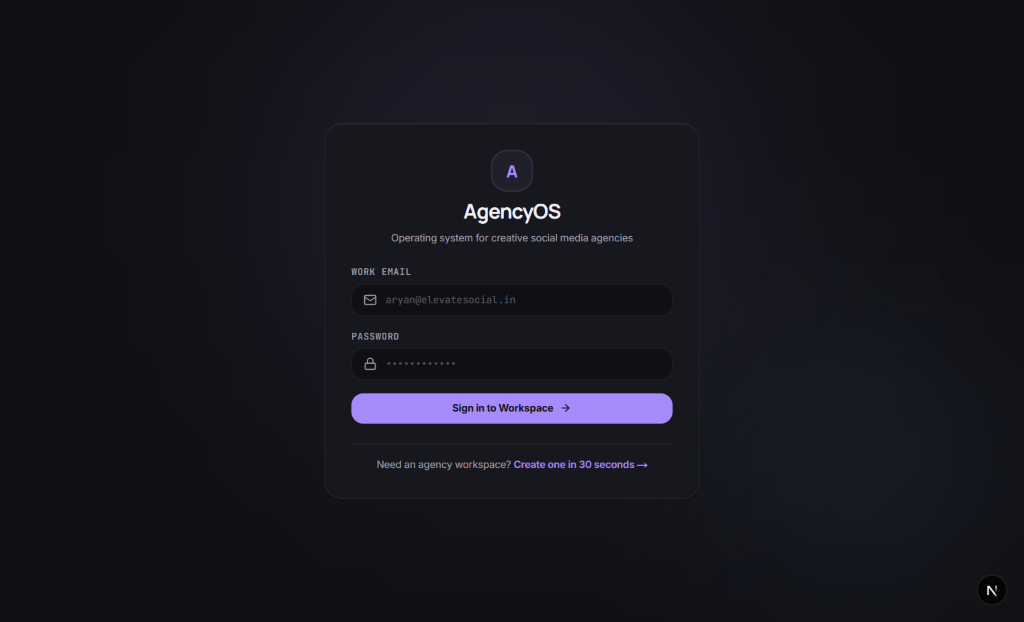 A
AgencyOS
Operating system for creative social media agencies
WORK EMAIL
aryan@elevatesocial.in
PASSWORD
••••••••••••
Sign in to Workspace →
Need an agency workspace? Create one in 30 seconds →
N